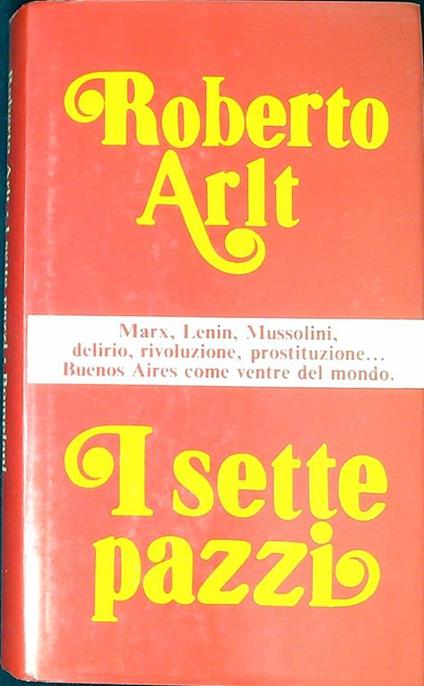 Roberto
Arlt
Marx, Lenin, Mussolini,
delirio, rivoluzione, prostituzione...
Buenos Aires come ventre del mondo.
I sette
pazzi